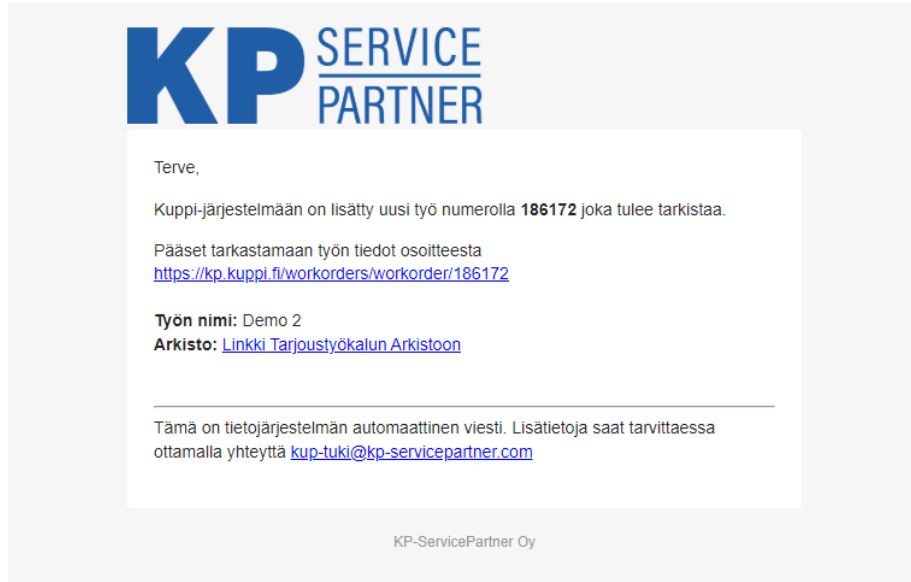 KP SERVICE
PARTNER
Terve,
Kuppi-järjestelmään on lisätty uusi työ numerolla 186172 joka tulee tarkistaa.
Pääset tarkastamaan työn tiedot osoitteesta
https://kp.kuppi.fi/workorders/workorder/186172
Työn nimi: Demo 2
Arkisto: Linkki Tarjoustyökalun Arkistoon
Tämä on tietojärjestelmän automaattinen viesti. Lisätietoja saat tarvittaessa
ottamalla yhteyttä kup-tuki@kp-servicepartner.com
KP-ServicePartner Oy